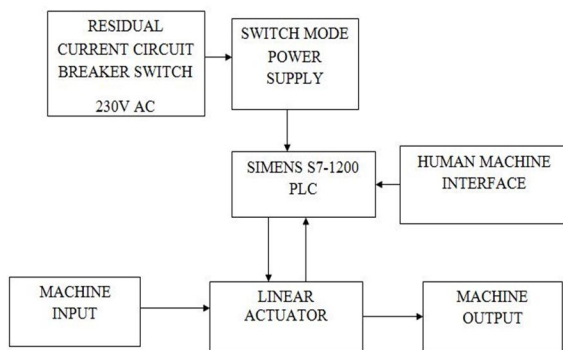 RESIDUAL
CURRENT CIRCUIT
BREAKER SWITCH
230V AC
SWITCH MODE
POWER
SUPPLY
SIMENS S7-1200
PLC
HUMAN MACHINE
INTERFACE
MACHINE
INPUT
LINEAR
ACTUATOR
MACHINE
OUTPUT